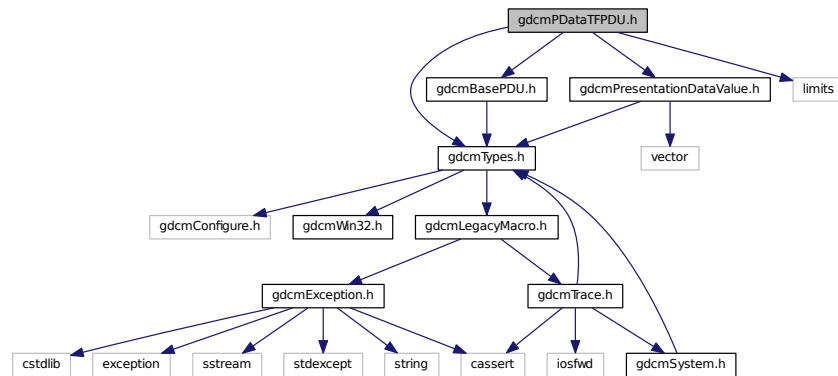 gdcmPDataTFPDU.h
gdcmBasePDU.h
gdcmPresentationDataValue.h
limits
gdcmTypes.h
vector
gdcmConfigure.h
gdcmWin32.h
gdcmLegacyMacro.h
gdcmException.h
gdcmTrace.h
cstdlib
exception
sstream
stdexcept
string
cassert
iosfwd
gdcmSystem.h